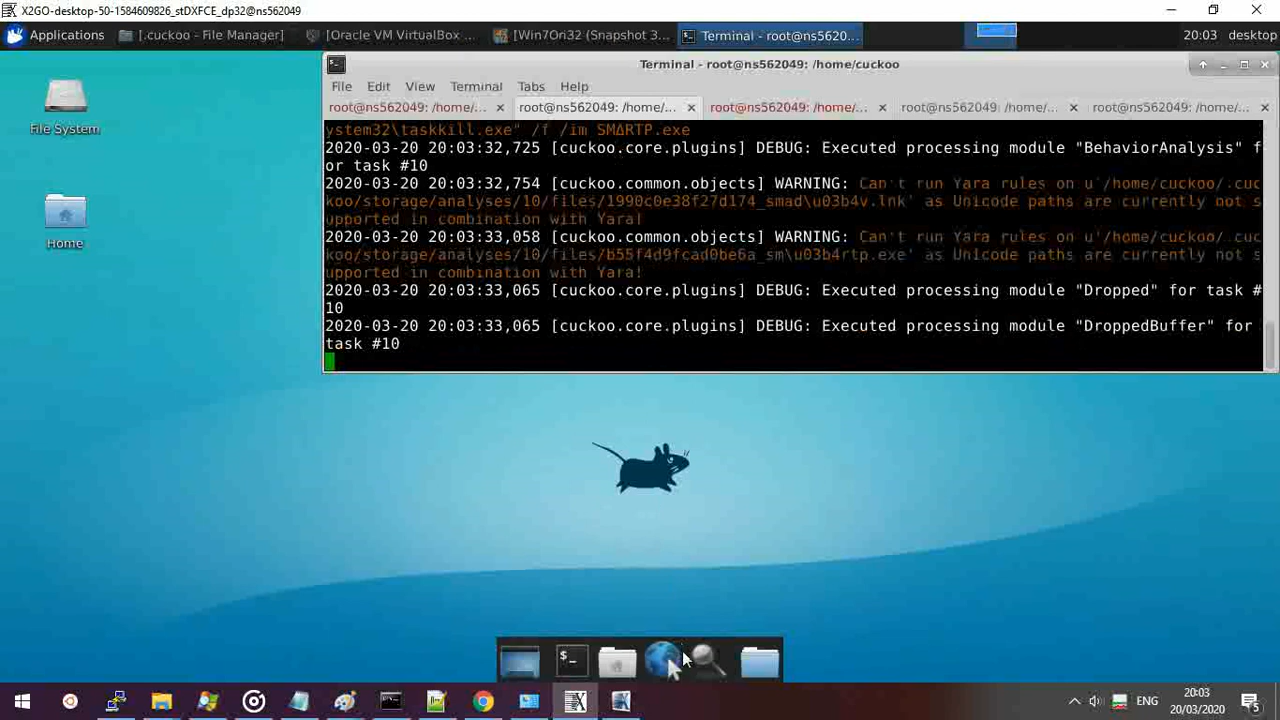 X2GO-desktop-50-1584609826_stDXFCE_dp32@ns562049
Applications
[.cuckoo - File Manager]
[Oracle VM VirtualBox ...
[Win7On32 (Snapshot 3...
Terminal - root@ns5620...
20:03 desktop
Terminal - root@ns562049: /home/cuckoo
File Edit View Terminal Tabs Help
root@ns562049: /home/...
root@ns562049: /home/...
root@ns562049: /home/...
root@ns562049: /home/...
root@ns562049: /home/...
ystem32\taskkill.exe" /f /im SMΔRTP.exe
2020-03-20 20:03:32,725 [cuckoo.core.plugins] DEBUG: Executed processing module "BehaviorAnalysis" f
or task #10
2020-03-20 20:03:32,754 [cuckoo.common.objects] WARNING: Can't run Yara rules on u'/home/cuckoo/.cuc
koo/storage/analyses/10/files/1990c0e38f27d174_smad\u03b4v.lnk' as Unicode paths are currently not s
upported in combination with Yara!
2020-03-20 20:03:33,058 [cuckoo.common.objects] WARNING: Can't run Yara rules on u'/home/cuckoo/.cuc
koo/storage/analyses/10/files/b55f4d9fcad0be6a_sm\u03b4rtp.exe' as Unicode paths are currently not s
upported in combination with Yara!
2020-03-20 20:03:33,065 [cuckoo.core.plugins] DEBUG: Executed processing module "Dropped" for task #
10
2020-03-20 20:03:33,065 [cuckoo.core.plugins] DEBUG: Executed processing module "DroppedBuffer" for
task #10
File System
Home
ENG
20:03
20/03/2020
5